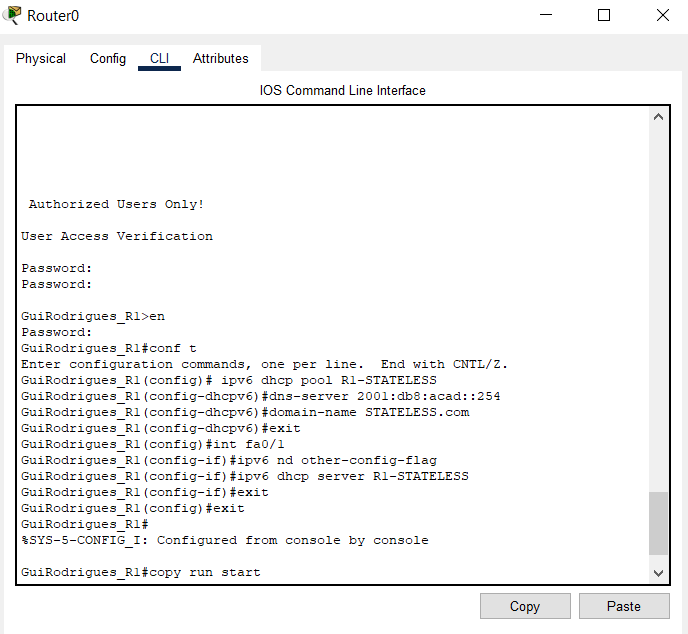 Router0
Physical Config CLI Attributes
IOS Command Line Interface
Authorized Users Only!
User Access Verification
Password:
Password:
GuiRodrigues_R1>en
Password:
GuiRodrigues_R1#conf t
Enter configuration commands, one per line.  End with CNTL/Z.
GuiRodrigues_R1(config)# ipv6 dhcp pool R1-STATELESS
GuiRodrigues_R1(config-dhcpv6)#dns-server 2001:db8:acad::254
GuiRodrigues_R1(config-dhcpv6)#domain-name STATELESS.com
GuiRodrigues_R1(config-dhcpv6)#exit
GuiRodrigues_R1(config)#int fa0/1
GuiRodrigues_R1(config-if)#ipv6 nd other-config-flag
GuiRodrigues_R1(config-if)#ipv6 dhcp server R1-STATELESS
GuiRodrigues_R1(config-if)#exit
GuiRodrigues_R1(config)#exit
GuiRodrigues_R1#
%SYS-5-CONFIG_I: Configured from console by console
GuiRodrigues_R1#copy run start
Copy Paste